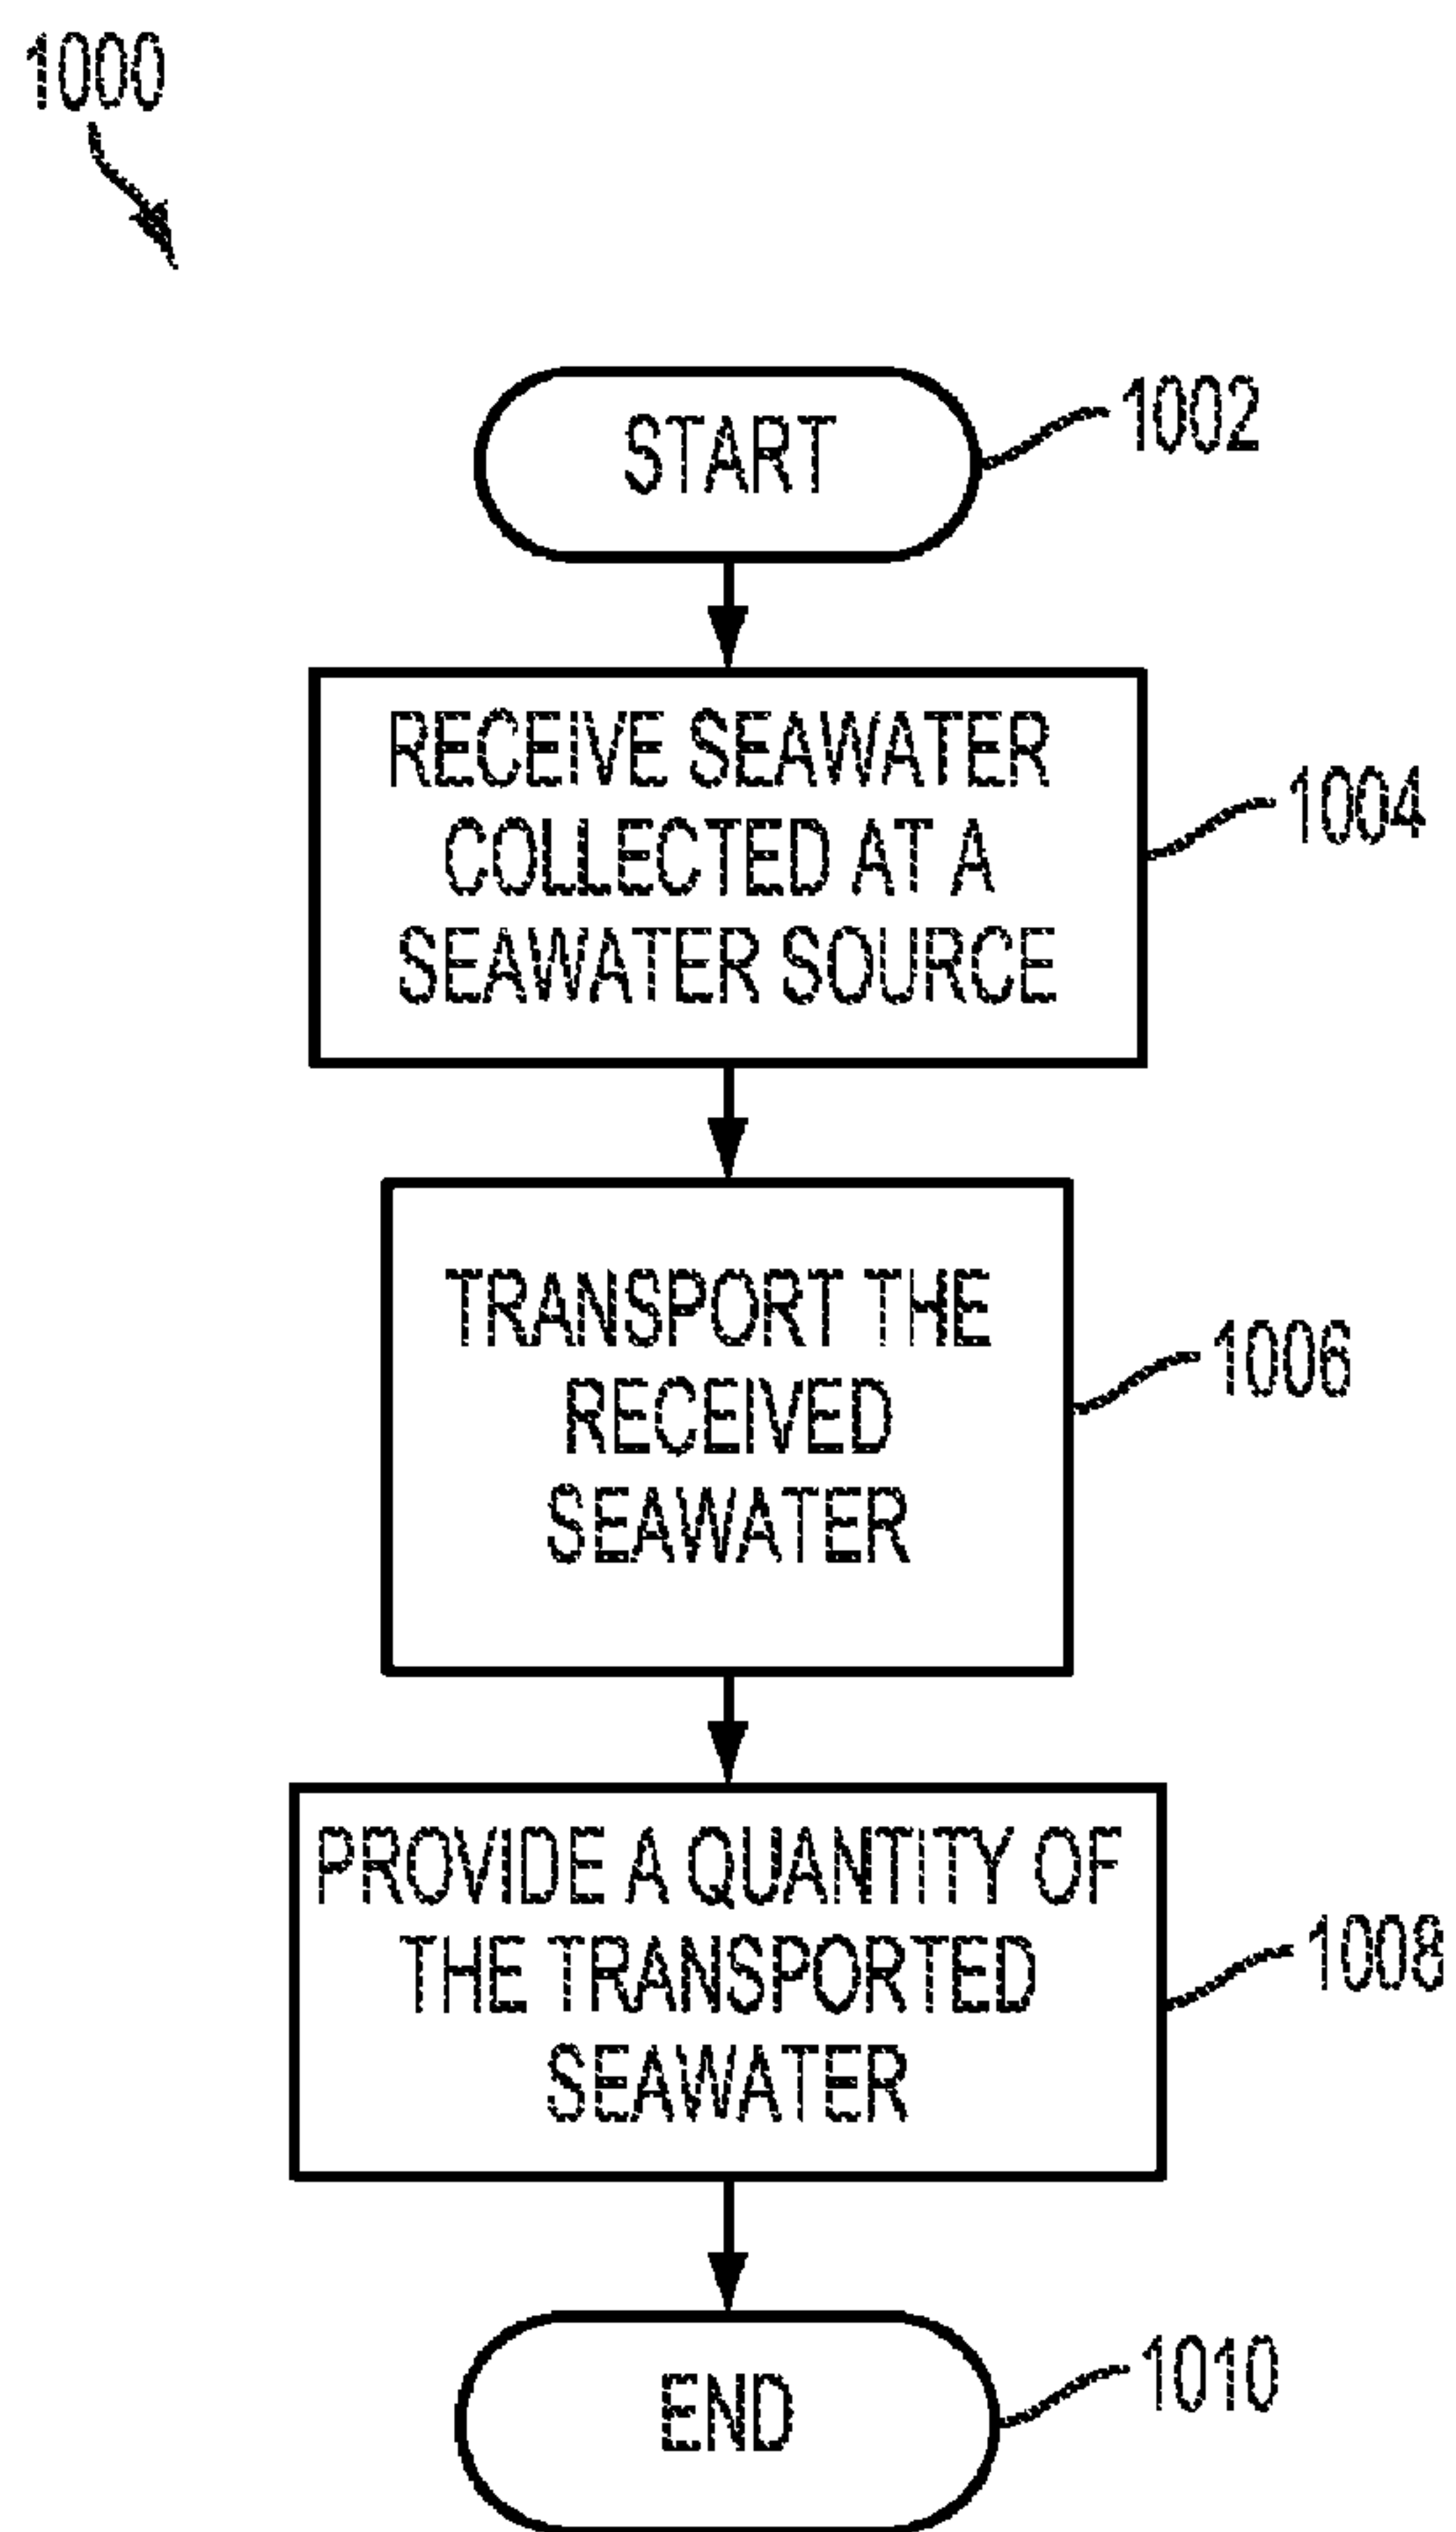 1000
START
1002
RECEIVE SEAWATER
COLLECTED AT A
SEAWATER SOURCE
1004
TRANSPORT THE
RECEIVED
SEAWATER
1006
PROVIDE A QUANTITY OF
THE TRANSPORTED
SEAWATER
1008
END
1010